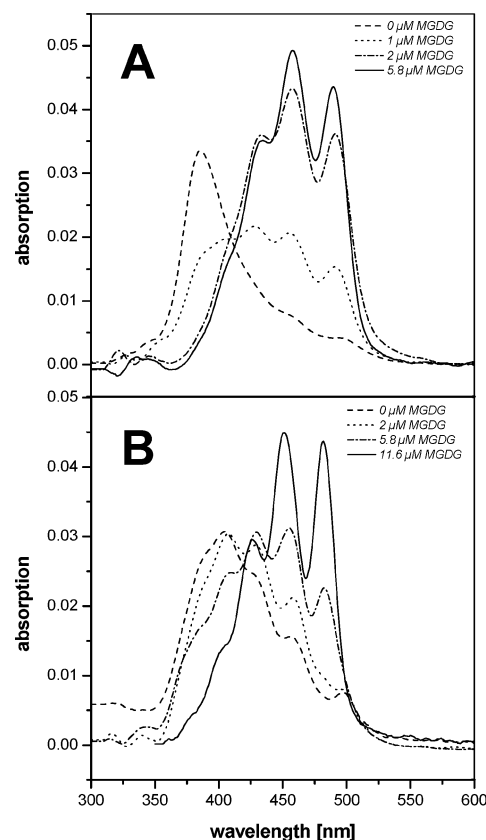 A
0 µM MGDG
1 µM MGDG
2 µM MGDG
5.8 µM MGDG
0.05
0.04
0.03
0.02
0.01
0.00
absorption
B
0 µM MGDG
2 µM MGDG
5.8 µM MGDG
11.6 µM MGDG
0.05
0.04
0.03
0.02
0.01
0.00
absorption
300 350 400 450 500 550 600
wavelength [nm]